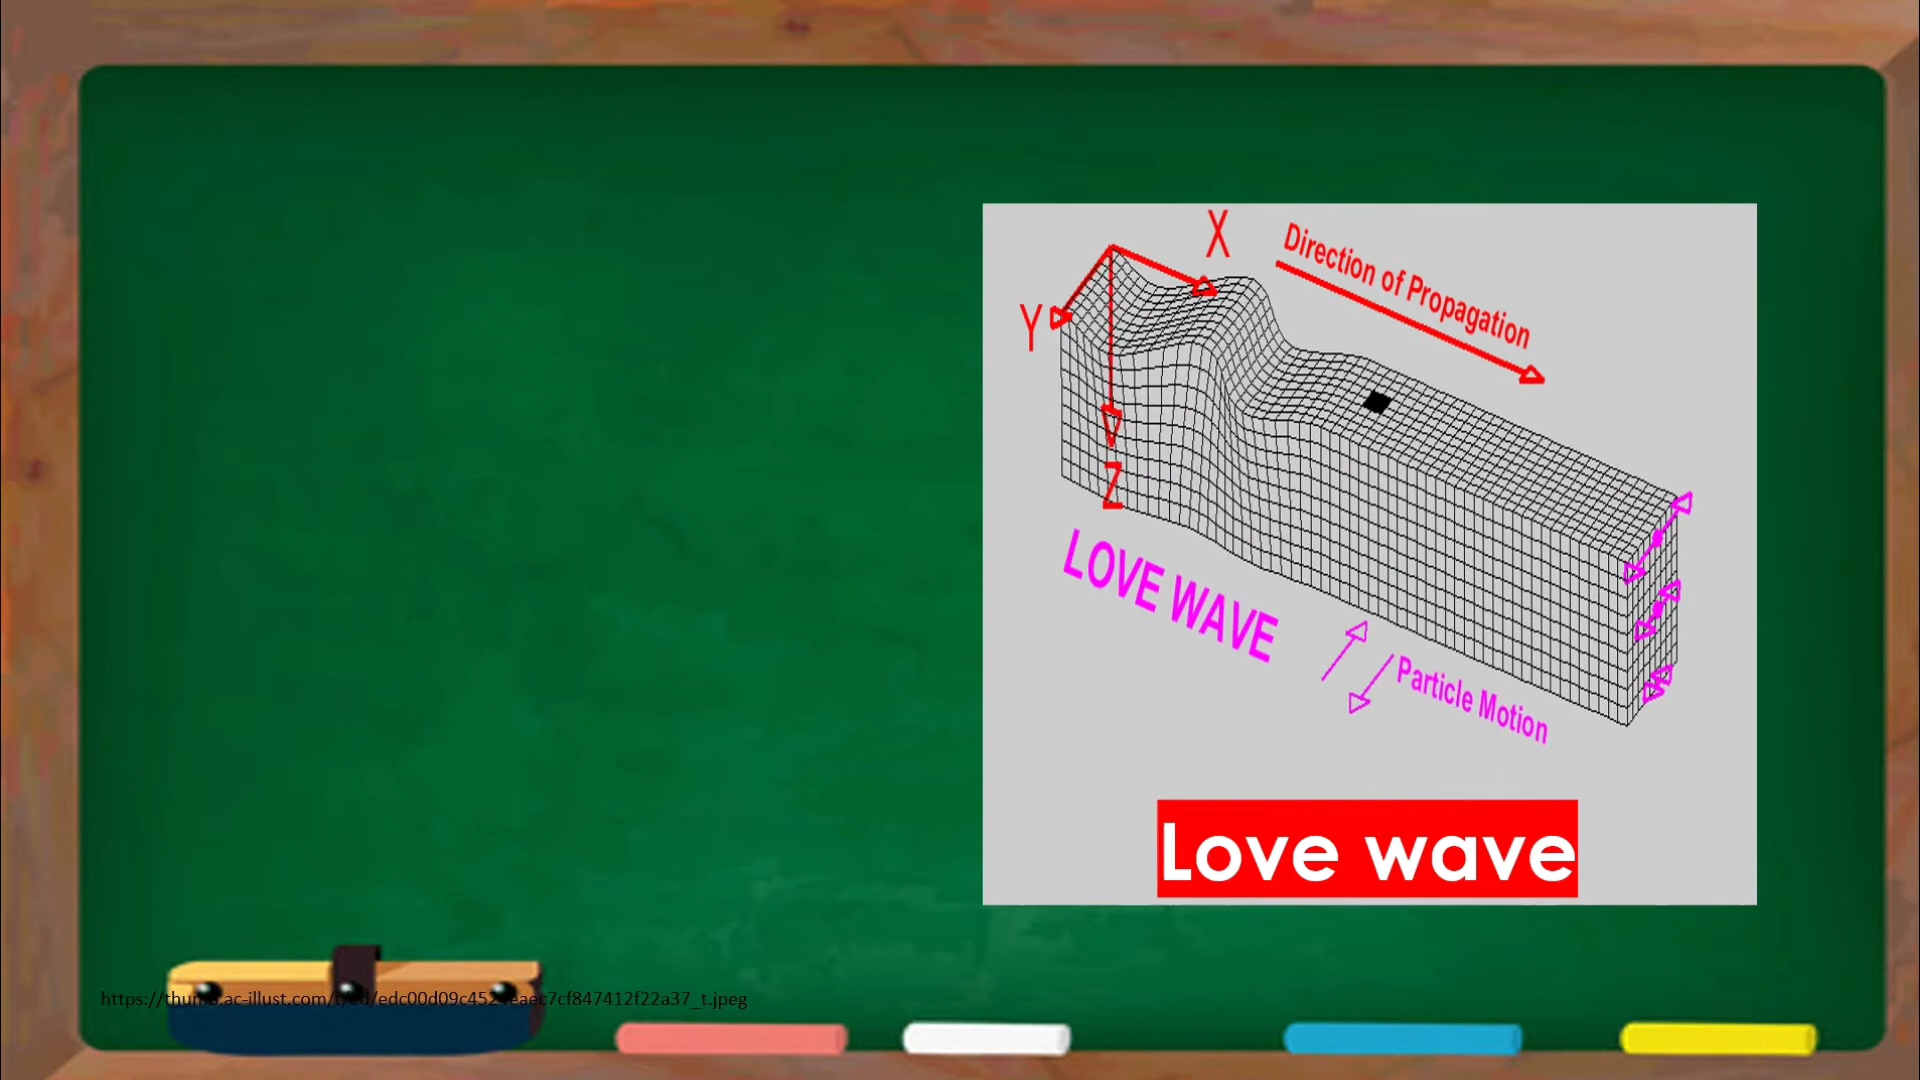 X
Direction of Propagation
Y
Z
LOVE WAVE
Particle Motion
Love wave